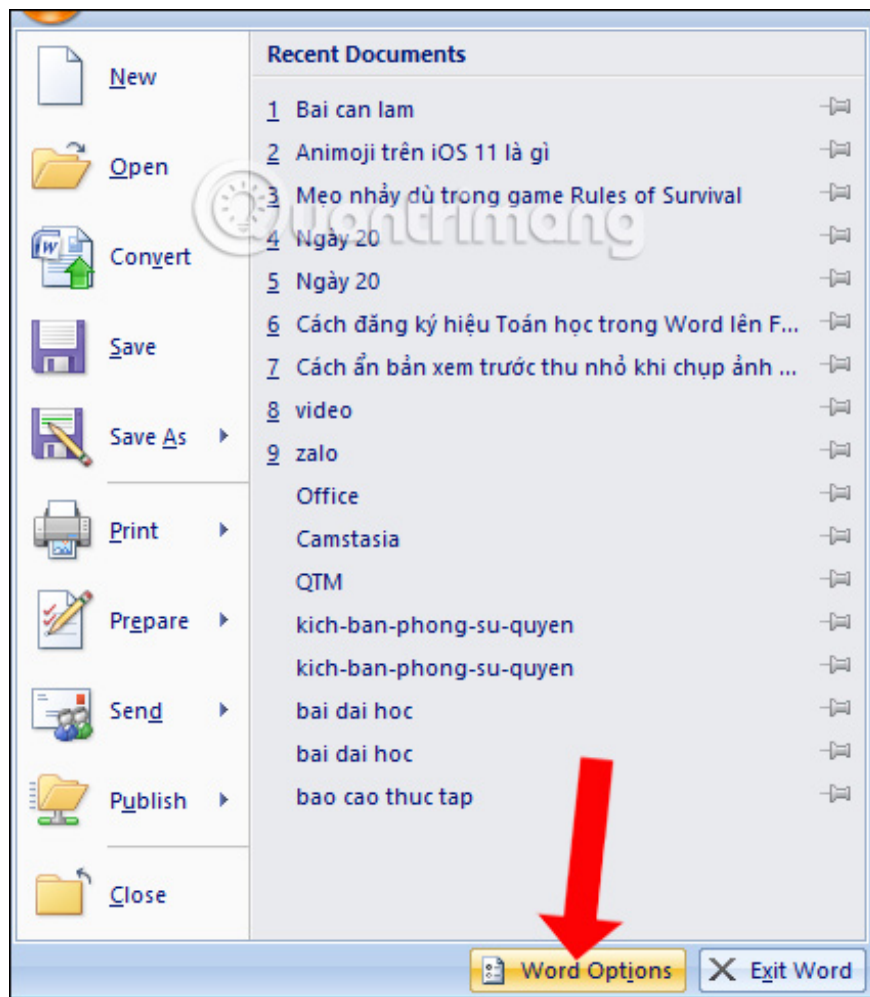 New
Open
Convert
Save
Save As
Print
Prepare
Send
Publish
Close
Recent Documents
1 Bai can lam
2 Animoji trên iOS 11 là gì
3 Mẹo nhảy dù trong game Rules of Survival
4 Ngày 20
5 Ngày 20
6 Cách đăng ký hiệu Toán học trong Word lên F...
7 Cách ẩn bản xem trước thu nhỏ khi chụp ảnh ...
8 video
9 zalo
Office
Camstasia
QTM
kich-ban-phong-su-quyen
kich-ban-phong-su-quyen
bai dai hoc
bai dai hoc
bao cao thuc tap
Quantrimang
Word Options
Exit Word